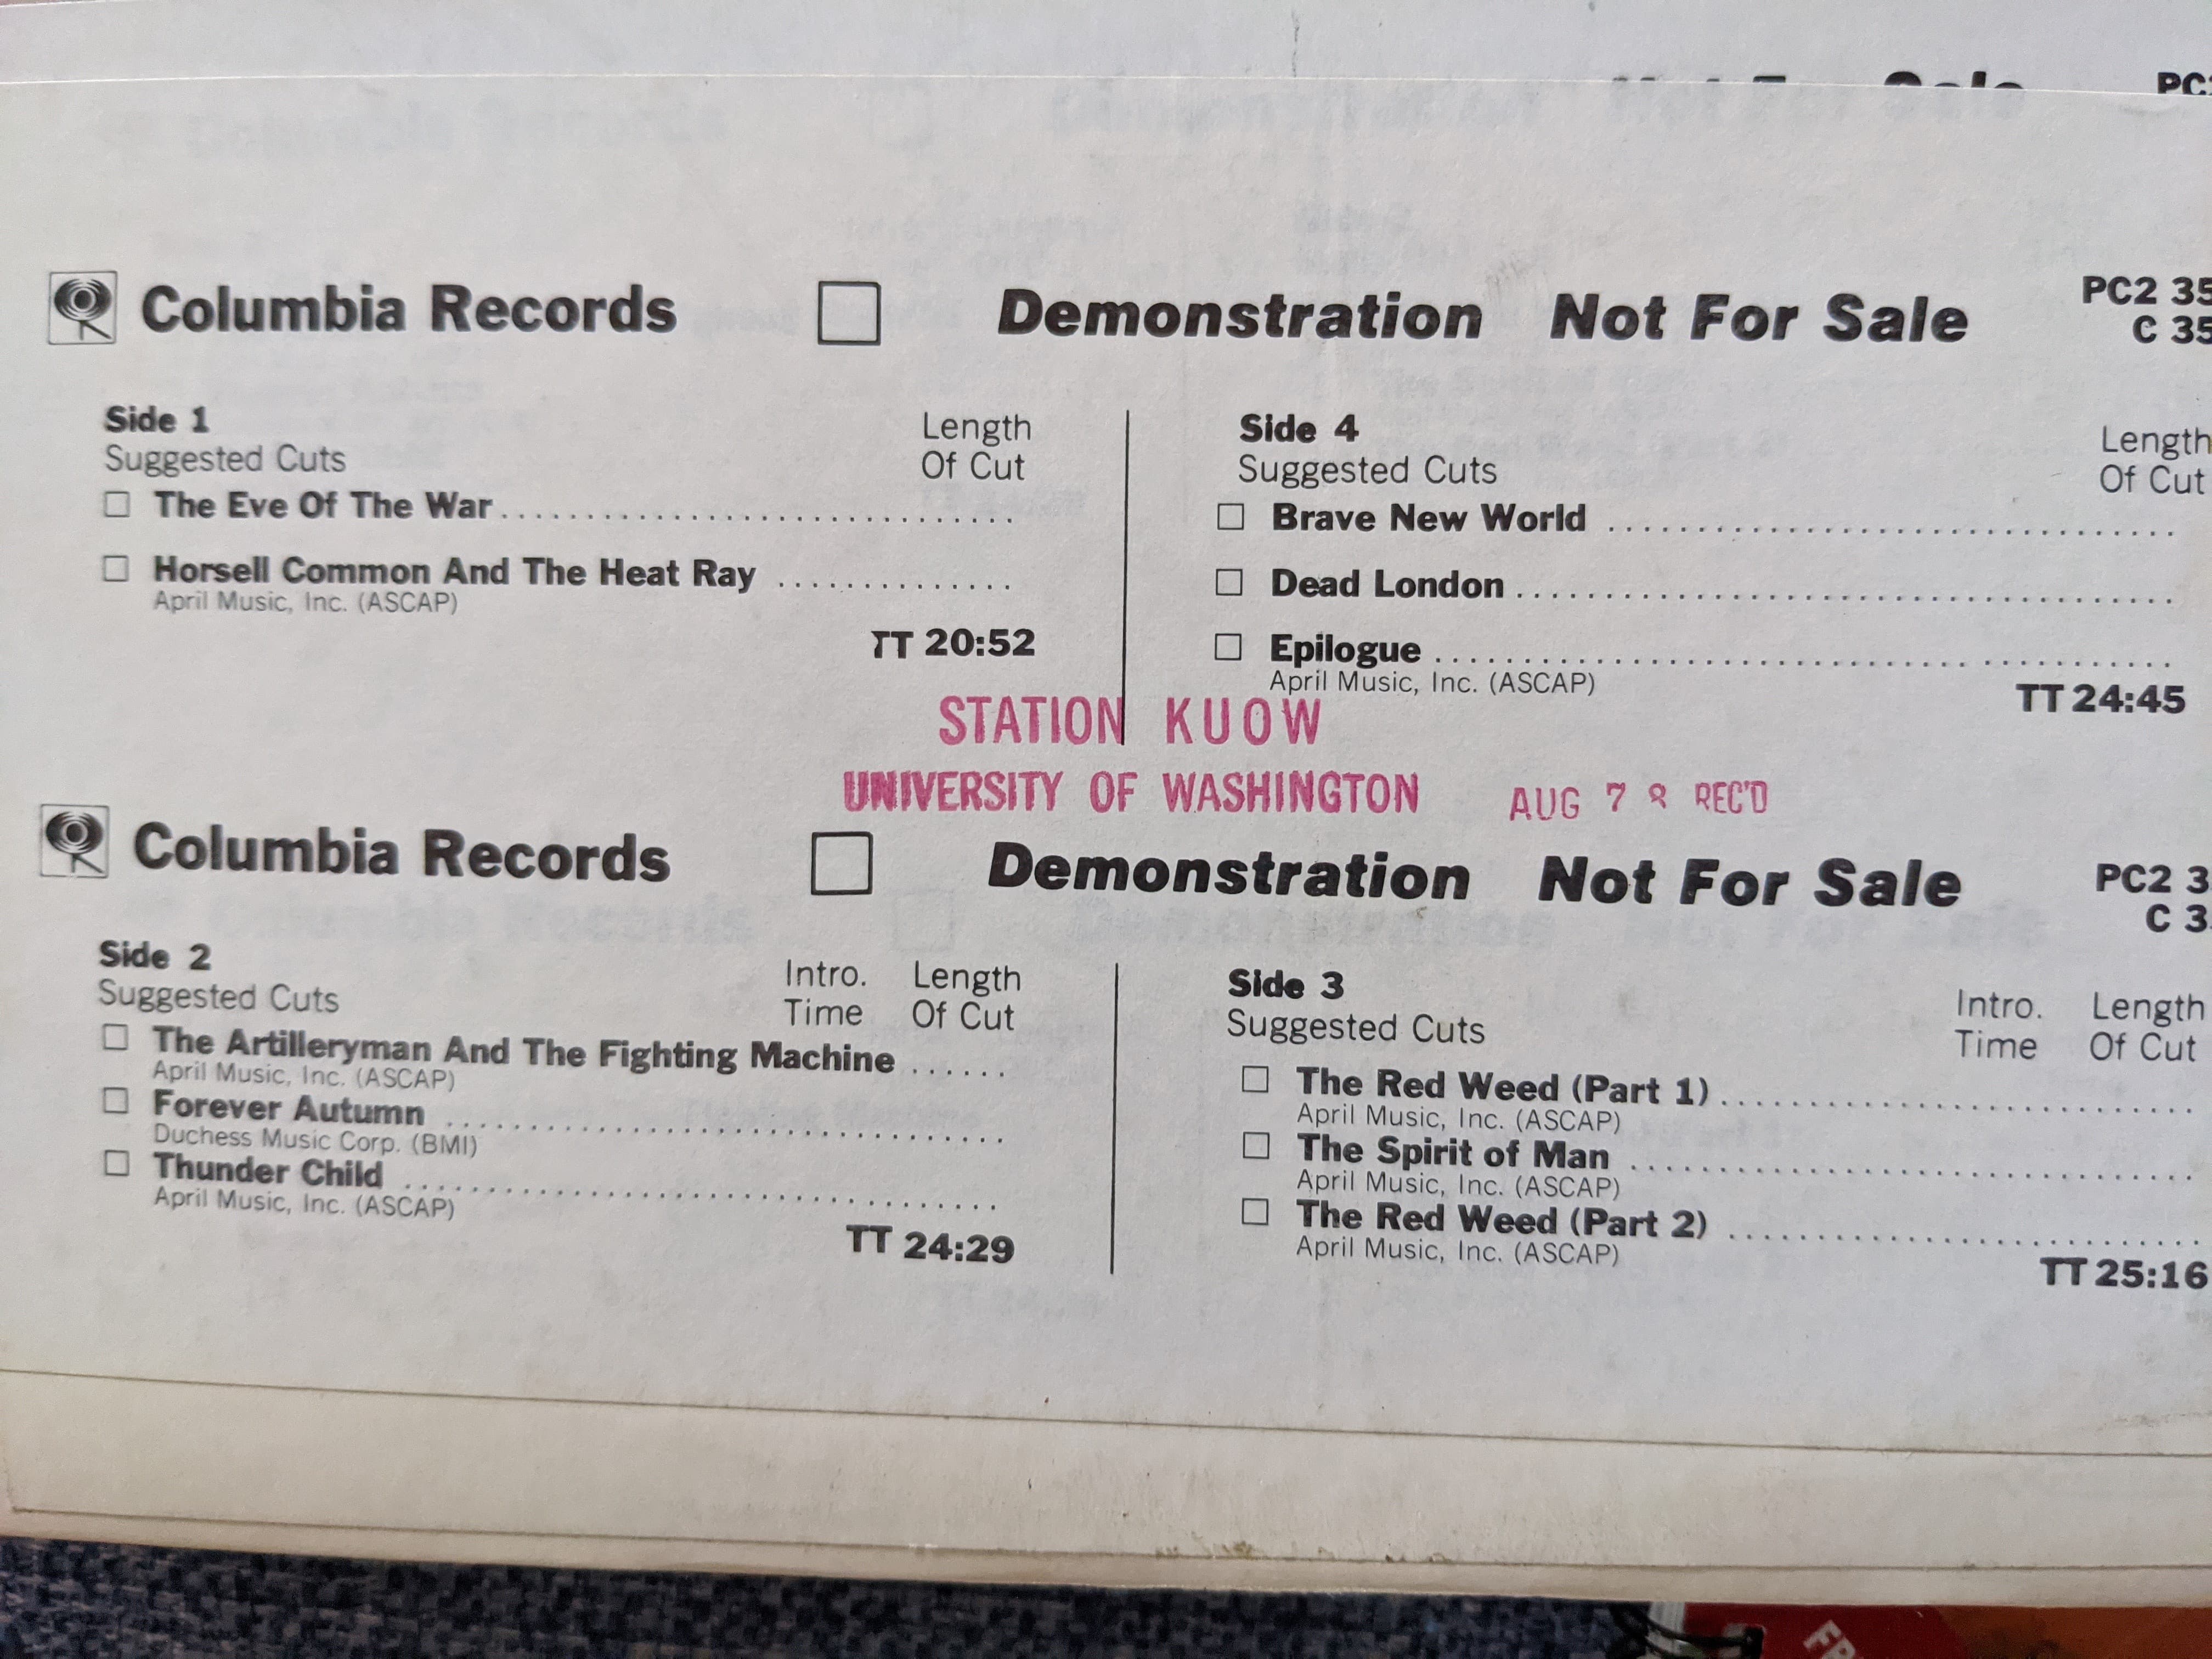 Not For Sale
Columbia Records Demonstration Not For Sale PC2 35
C 35
Side 1
Suggested Cuts
Length
Of Cut
The Eve Of The War
Horsell Common And The Heat Ray
April Music, Inc. (ASCAP)
TT 20:52
Side 4
Suggested Cuts
Length
Of Cut
Brave New World
Dead London
Epilogue
April Music, Inc. (ASCAP)
TT 24:45
STATION KUOW
UNIVERSITY OF WASHINGTON AUG 7 8 REC'D
Columbia Records Demonstration Not For Sale PC2 3
C 3
Side 2
Suggested Cuts
Intro. Length
Time Of Cut
The Artilleryman And The Fighting Machine
April Music, Inc. (ASCAP)
Forever Autumn
Duchess Music Corp. (BMI)
Thunder Child
April Music, Inc. (ASCAP)
TT 24:29
Side 3
Suggested Cuts
Intro. Length
Time Of Cut
The Red Weed (Part 1)
April Music, Inc. (ASCAP)
The Spirit of Man
April Music, Inc. (ASCAP)
The Red Weed (Part 2)
April Music, Inc. (ASCAP)
TT 25:16